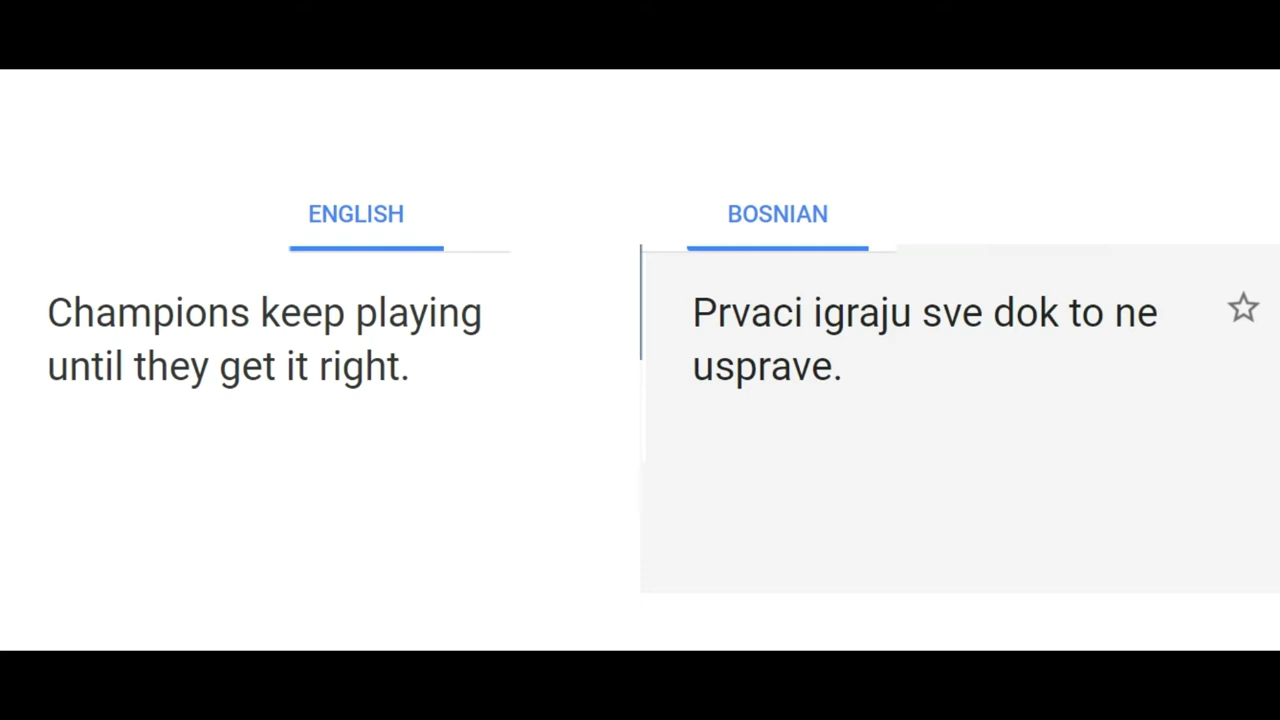 ENGLISH
BOSNIAN
Champions keep playing
until they get it right.
Prvaci igraju sve dok to ne
usprave.